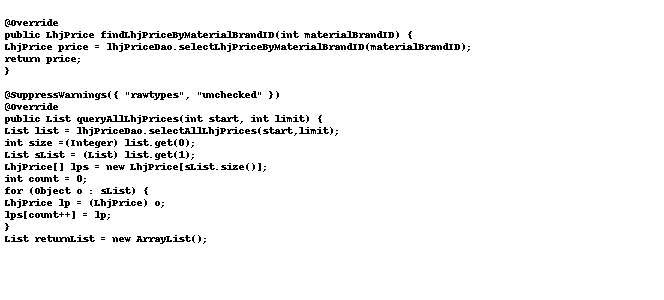 @Override
public LhjPrice findLhjPriceByMaterialBrandID(int materialBrandID) {
LhjPrice price = lhjPriceDao.selectLhjPriceByMaterialBrandID(materialBrandID);
return price;
}
@SuppressWarnings({ "rawtypes", "unchecked" })
@Override
public List queryAllLhjPrices(int start, int limit) {
List list = lhjPriceDao.selectAllLhjPrices(start,limit);
int size =(Integer) list.get(0);
List sList = (List) list.get(1);
LhjPrice[] lps = new LhjPrice[sList.size()];
int count = 0;
for (Object o : sList) {
LhjPrice lp = (LhjPrice) o;
lps[count++] = lp;
}
List returnList = new ArrayList();